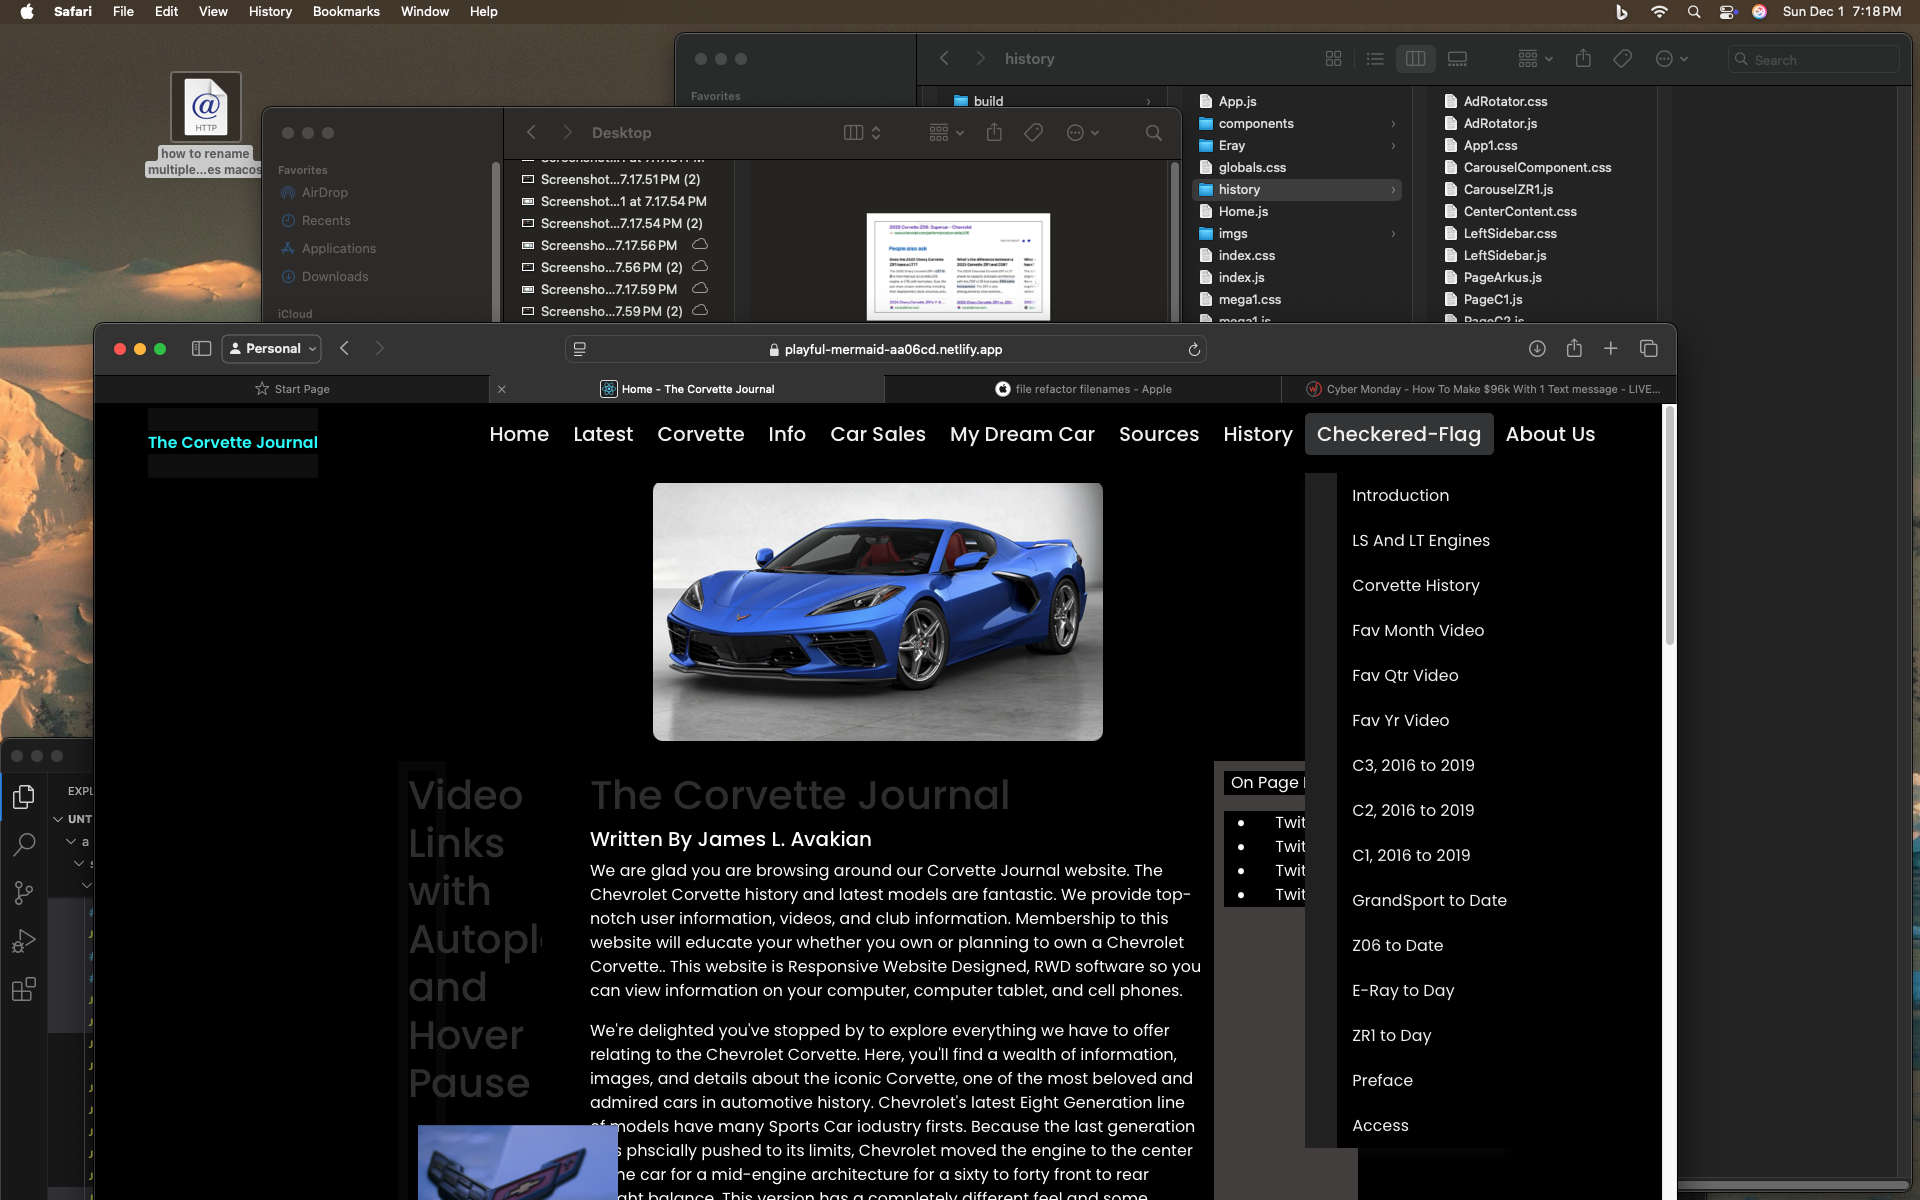 Safari File Edit View History Bookmarks Window Help
Sun Dec 1 7:18 PM
HTTP
how to rename
multiple...es macos
history
Search
Favorites
build
App.js
components
Eray
globals.css
history
Home.js
imgs
index.css
index.js
mega1.css
mega1.js
AdRotator.css
AdRotator.js
App1.css
CarouselComponent.css
CarouselZR1.js
CenterContent.css
LeftSidebar.css
LeftSidebar.js
PageArkus.js
PageC1.js
PageC2.js
Desktop
Favorites
AirDrop
Recents
Applications
Downloads
iCloud
Screenshot...7.17.51 PM (2)
Screenshot...1 at 7.17.54 PM
Screenshot...7.17.54 PM (2)
Screensho...7.17.56 PM
Screensho...7.56 PM (2)
Screensho...7.17.59 PM
Screensho...7.59 PM (2)
2025 Corvette Z06: Supercar - Chevrolet
People also ask
Personal
playful-mermaid-aa06cd.netlify.app
Start Page
Home - The Corvette Journal
file refactor filenames - Apple
Cyber Monday - How To Make $96k With 1 Text message - LIVE...
The Corvette Journal
Home Latest Corvette Info Car Sales My Dream Car Sources History Checkered-Flag About Us
Introduction
LS And LT Engines
Corvette History
Fav Month Video
Fav Qtr Video
Fav Yr Video
C3, 2016 to 2019
C2, 2016 to 2019
C1, 2016 to 2019
GrandSport to Date
Z06 to Date
E-Ray to Day
ZR1 to Day
Preface
Access
Video
Links
with
Autopl
and
Hover
Pause
The Corvette Journal
Written By James L. Avakian
We are glad you are browsing around our Corvette Journal website. The
Chevrolet Corvette history and latest models are fantastic. We provide top-
notch user information, videos, and club information. Membership to this
website will educate your whether you own or planning to own a Chevrolet
Corvette.. This website is Responsive Website Designed, RWD software so you
can view information on your computer, computer tablet, and cell phones.
We're delighted you've stopped by to explore everything we have to offer
relating to the Chevrolet Corvette. Here, you'll find a wealth of information,
images, and details about the iconic Corvette, one of the most beloved and
admired cars in automotive history. Chevrolet's latest Eight Generation line
of models have many Sports Car iodustry firsts. Because the last generation
phscially pushed to its limits, Chevrolet moved the engine to the center
car for a mid-engine architecture for a sixty to forty front to rear
balance. This version has a completely different feel and some
On Page
Twit
Twit
Twit
Twit
EXPL
UNT
a
s